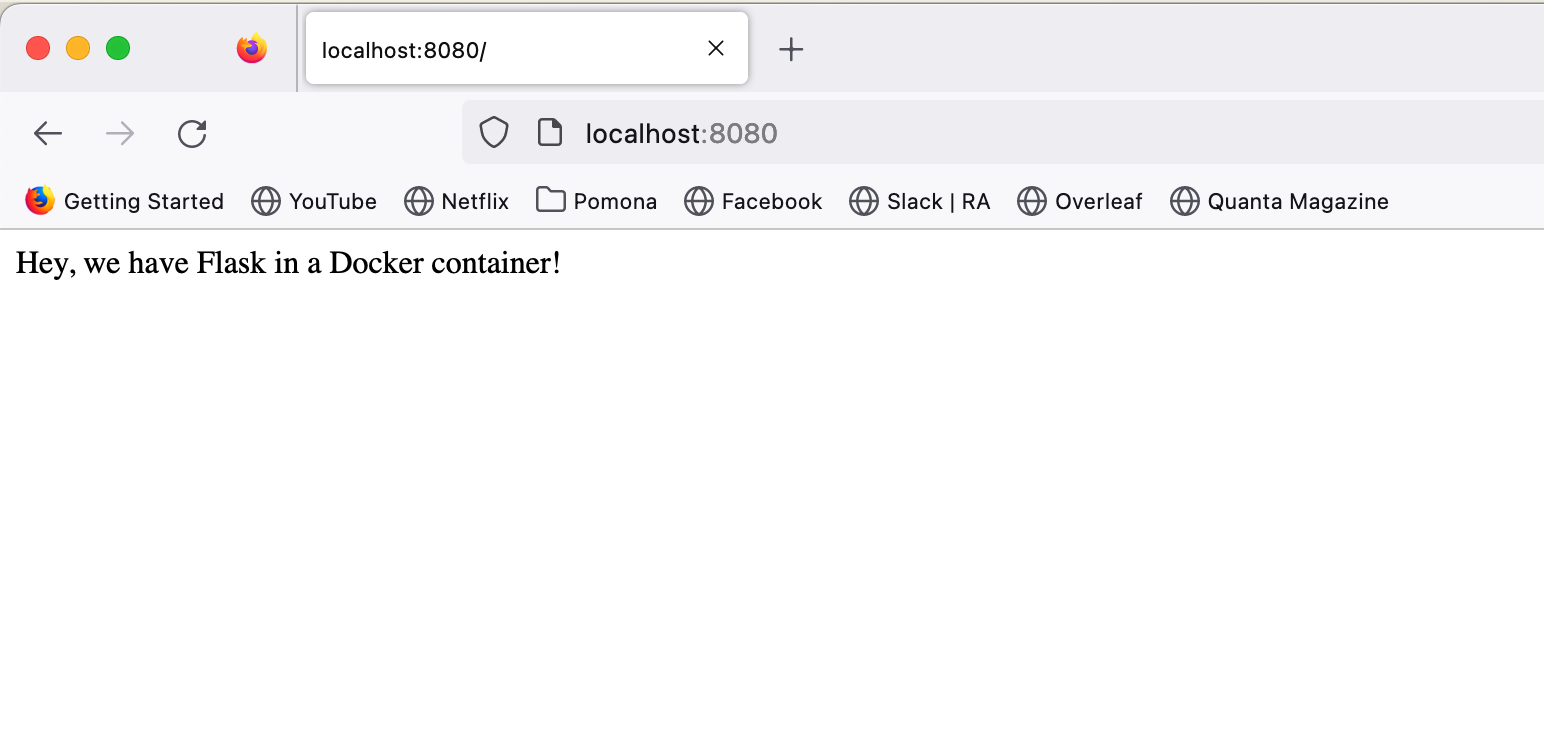 localhost:8080/
localhost:8080
Getting Started YouTube Netflix Pomona Facebook Slack | RA Overleaf Quanta Magazine
Hey, we have Flask in a Docker container!